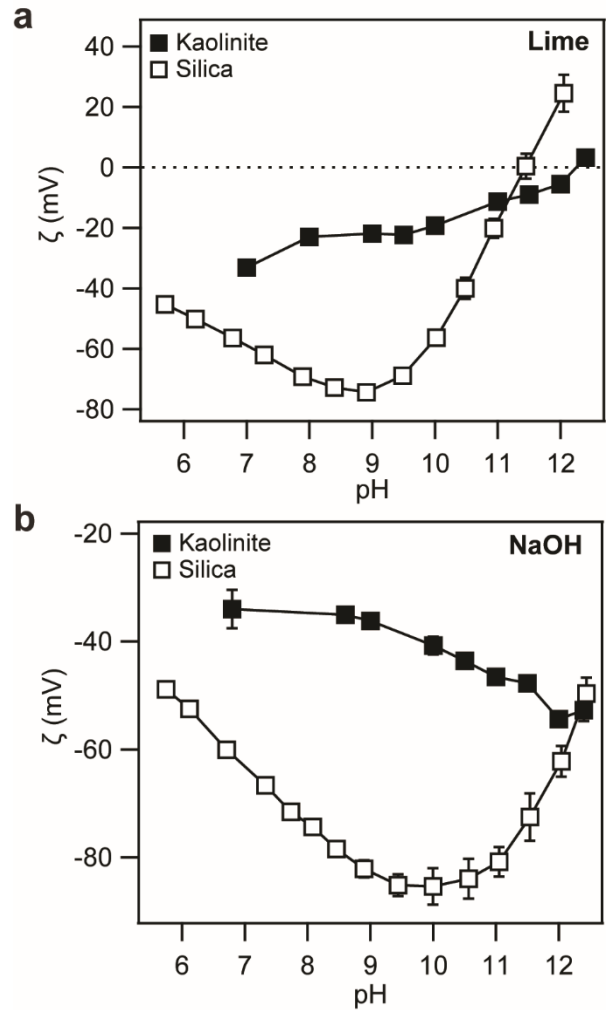 a
Kaolinite
Silica
Lime
40
20
0
-20
-40
-60
-80
ζ (mV)
6 7 8 9 10 11 12
pH
b
Kaolinite
Silica
NaOH
-20
-40
-60
-80
ζ (mV)
6 7 8 9 10 11 12
pH